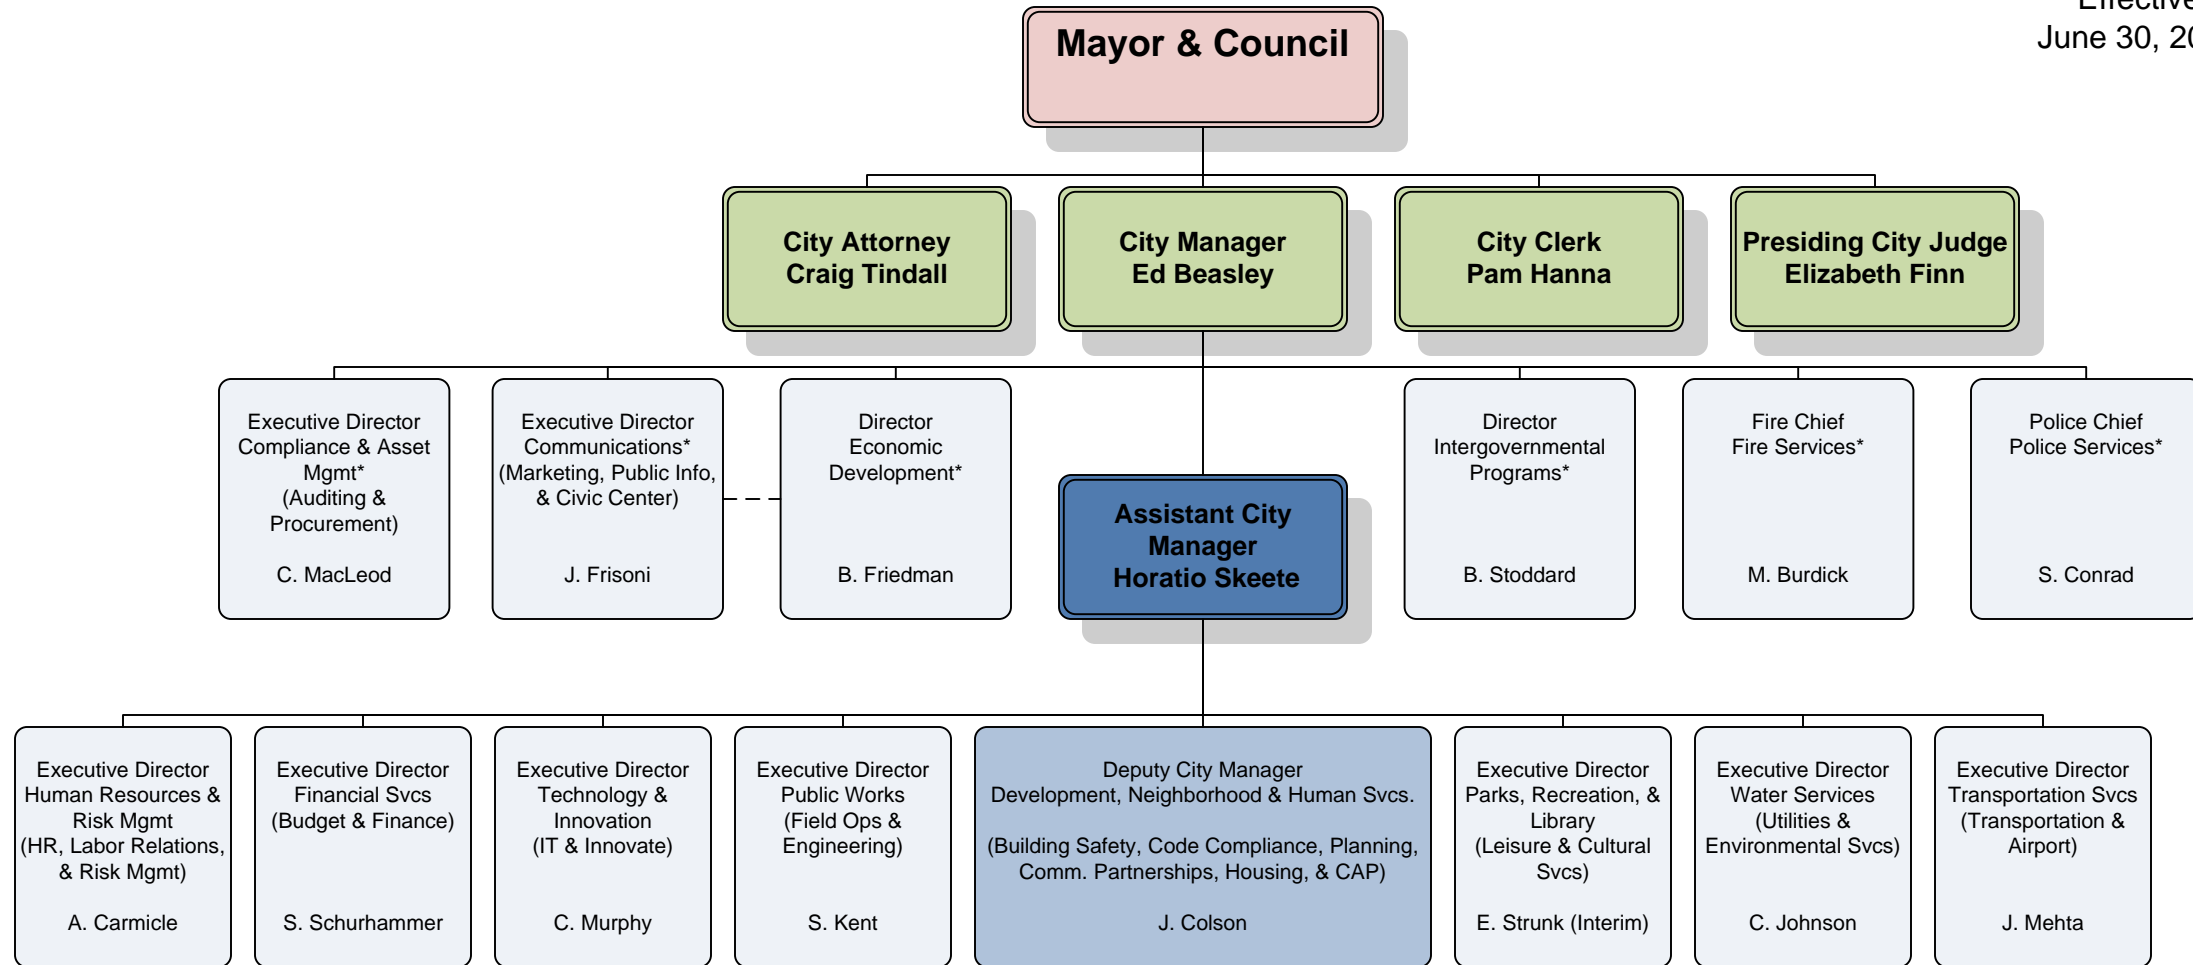 Effective
June 30, 20
Mayor & Council
City Attorney
Craig Tindall
City Manager
Ed Beasley
City Clerk
Pam Hanna
Presiding City Judge
Elizabeth Finn
Executive Director
Compliance & Asset
Mgmt*
(Auditing &
Procurement)
C. MacLeod
Executive Director
Communications*
(Marketing, Public Info,
& Civic Center)
J. Frisoni
Director
Economic
Development*
B. Friedman
Assistant City
Manager
Horatio Skeete
Director
Intergovernmental
Programs*
B. Stoddard
Fire Chief
Fire Services*
M. Burdick
Police Chief
Police Services*
S. Conrad
Executive Director
Human Resources &
Risk Mgmt
(HR, Labor Relations,
& Risk Mgmt)
A. Carmicle
Executive Director
Financial Svcs
(Budget & Finance)
S. Schurhammer
Executive Director
Technology &
Innovation
(IT & Innovate)
C. Murphy
Executive Director
Public Works
(Field Ops &
Engineering)
S. Kent
Deputy City Manager
Development, Neighborhood & Human Svcs.
(Building Safety, Code Compliance, Planning,
Comm. Partnerships, Housing, & CAP)
J. Colson
Executive Director
Parks, Recreation, &
Library
(Leisure & Cultural
Svcs)
E. Strunk (Interim)
Executive Director
Water Services
(Utilities &
Environmental Svcs)
C. Johnson
Executive Director
Transportation Svcs
(Transportation &
Airport)
J. Mehta